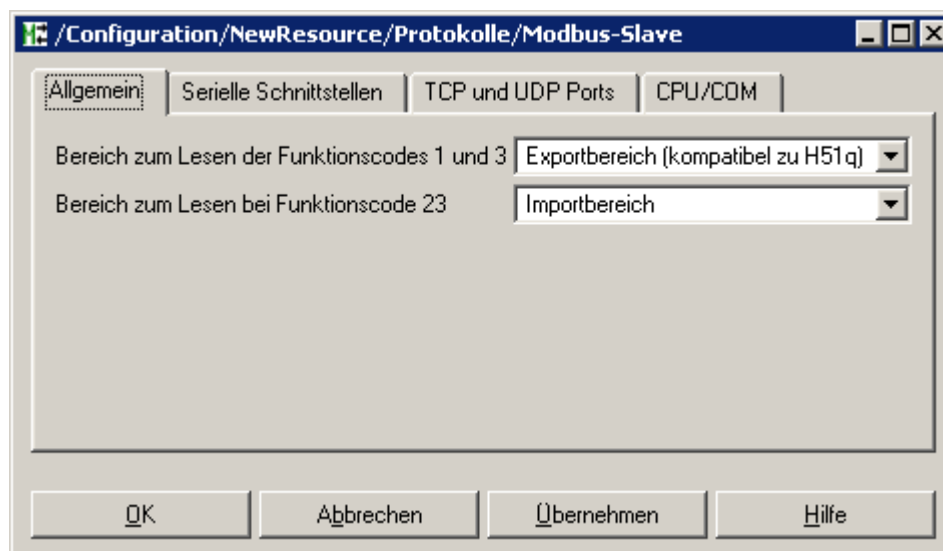 /Configuration/NewResource/Protokolle/Modbus-Slave
Allgemein Serielle Schnittstellen TCP und UDP Ports CPU/COM
Bereich zum Lesen der Funktionscodes 1 und 3 Exportbereich (kompatibel zu H51q)
Bereich zum Lesen bei Funktionscode 23 Importbereich
OK Abbrechen Übernehmen Hilfe